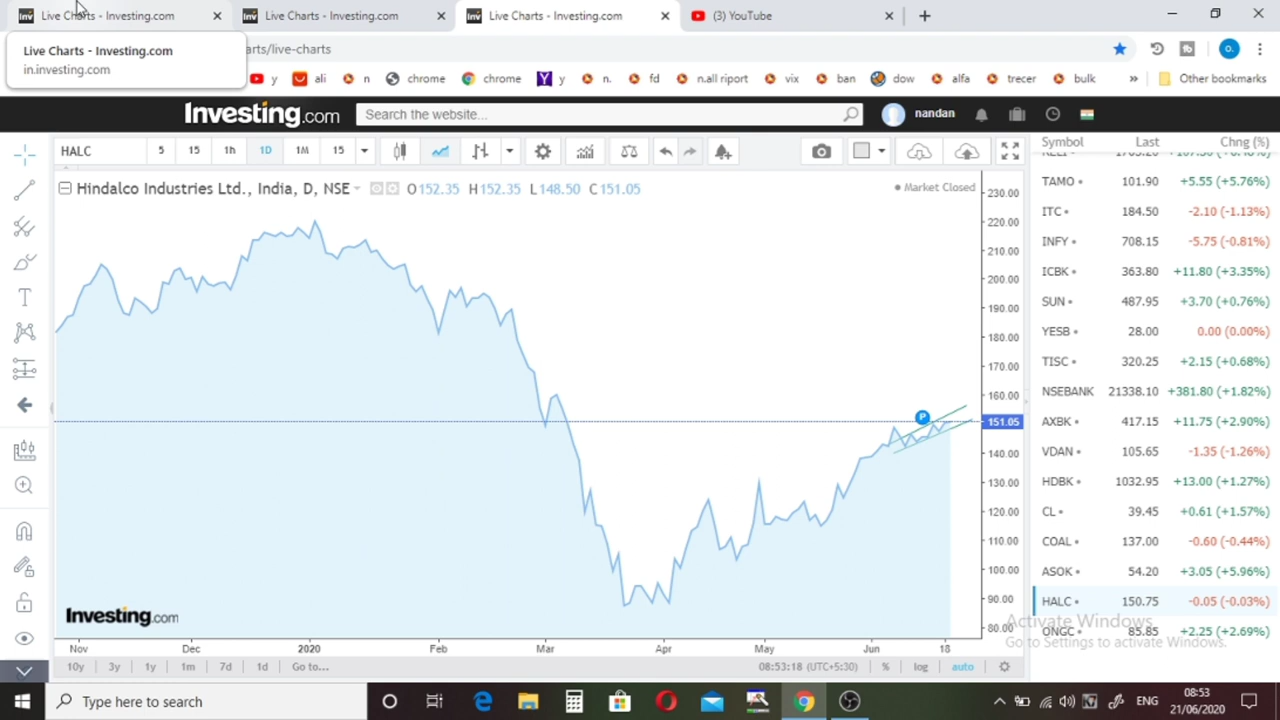 Live Charts - Investing.com
Live Charts - Investing.com
Live Charts - Investing.com
(3) YouTube
Live Charts - Investing.com
in.investing.com
arts/live-charts
o.
y
ali
n
chrome
chrome
Y y
n.
fd
n.all riport
vix
ban
dow
alfa
trecer
bulk
»
Other bookmarks
Investing.com
Search the website...
nandan
HALC
5
15
1h
1D
1M
15
Hindalco Industries Ltd., India, D, NSE
O152.35 H152.35 L148.50 C151.05
Market Closed
230.00
220.00
210.00
200.00
190.00
180.00
170.00
160.00
151.05
140.00
130.00
120.00
110.00
100.00
90.00
80.00
P
T
Investing.com
Nov Dec 2020 Feb Mar Apr May Jun 18
10y 3y 1y 1m 7d 1d Go to...
08:53:18 (UTC+5:30)
% log auto
Symbol Last Chng (%)
TAMO 101.90 +5.55 (+5.76%)
ITC 184.50 -2.10 (-1.13%)
INFY 708.15 -5.75 (-0.81%)
ICBK 363.80 +11.80 (+3.35%)
SUN 487.95 +3.70 (+0.76%)
YESB 28.00 0.00 (0.00%)
TISC 320.25 +2.15 (+0.68%)
NSEBANK 21338.10 +381.80 (+1.82%)
AXBK 417.15 +11.75 (+2.90%)
VDAN 105.65 -1.35 (-1.26%)
HDBK 1032.95 +13.00 (+1.27%)
CL 39.45 +0.61 (+1.57%)
COAL 137.00 -0.60 (-0.44%)
ASOK 54.20 +3.05 (+5.96%)
HALC 150.75 -0.05 (-0.03%)
ONGC 85.85 +2.25 (+2.69%)
Activate Windows
Go to Settings to activate Windows.
Type here to search
ENG
08:53
21/06/2020